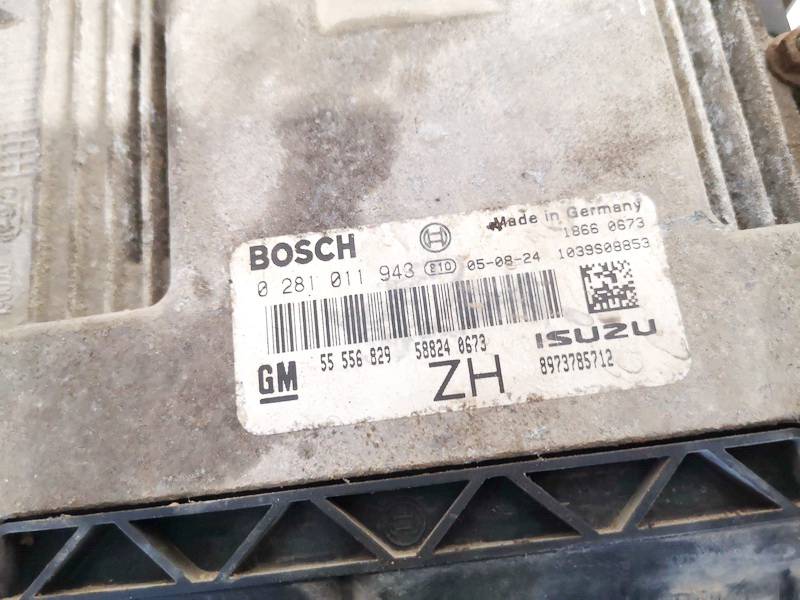 Made in Germany
BOSCH
1866 0673
0 281 011 943 810 05-08-24 1039S08853
55 556 829 588240 0673 ISUZU
GM ZH 8973785712